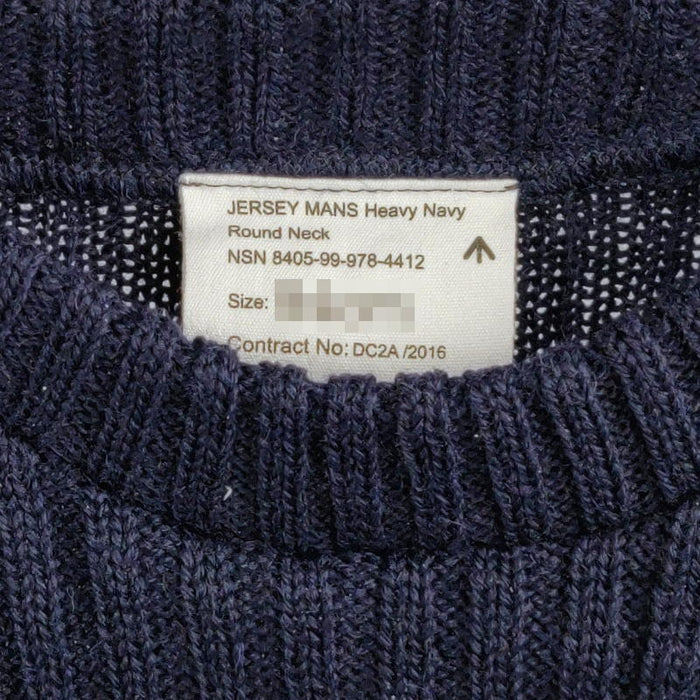 JERSEY MANS Heavy Navy
Round Neck
NSN 8405-99-978-4412
Size:
Contract No: DC2A /2016